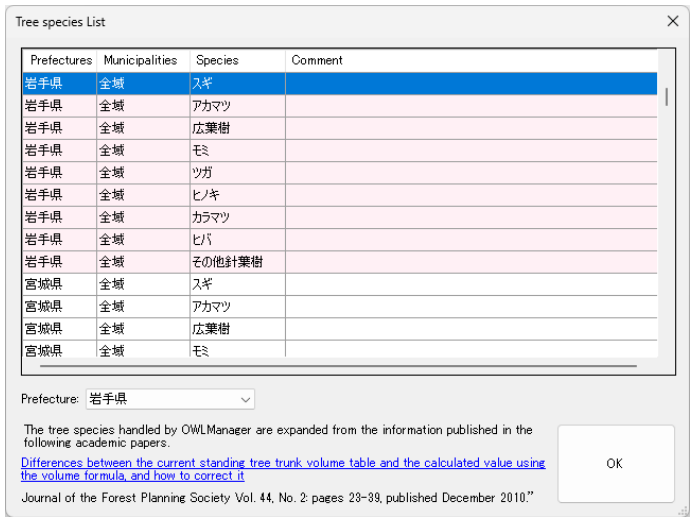 Tree species List
Prefectures Municipalities Species Comment
岩手県 全域 スギ
岩手県 全域 アカマツ
岩手県 全域 広葉樹
岩手県 全域 モミ
岩手県 全域 ツガ
岩手県 全域 ヒノキ
岩手県 全域 カラマツ
岩手県 全域 ヒバ
岩手県 全域 その他針葉樹
宮城県 全域 スギ
宮城県 全域 アカマツ
宮城県 全域 広葉樹
宮城県 全域 モミ
Prefecture: 岩手県
The tree species handled by OWLManager are expanded from the information published in the
following academic papers.
Differences between the current standing tree trunk volume table and the calculated value using
the volume formula, and how to correct it
OK
Journal of the Forest Planning Society Vol. 44, No. 2: pages 23-39, published December 2010.”